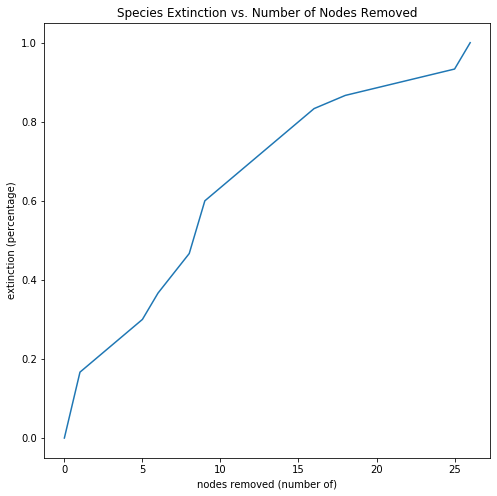 Species Extinction vs. Number of Nodes Removed
1.0
0.8
0.6
0.4
0.2
0.0
extinction (percentage)
0 5 10 15 20 25
nodes removed (number of)